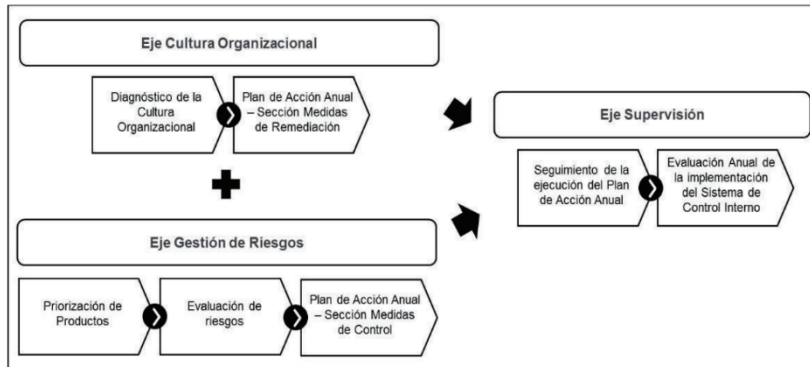 Eje Cultura Organizacional
Diagnóstico de la
Cultura
Organizacional
Plan de Acción Anual
– Sección Medidas
de Remediación
Eje Gestión de Riesgos
Priorización de
Productos
Evaluación de
riesgos
Plan de Acción Anual
– Sección Medidas
de Control
Eje Supervisión
Seguimiento de la
ejecución del Plan
de Acción Anual
Evaluación Anual de
la implementación
del Sistema de
Control Interno